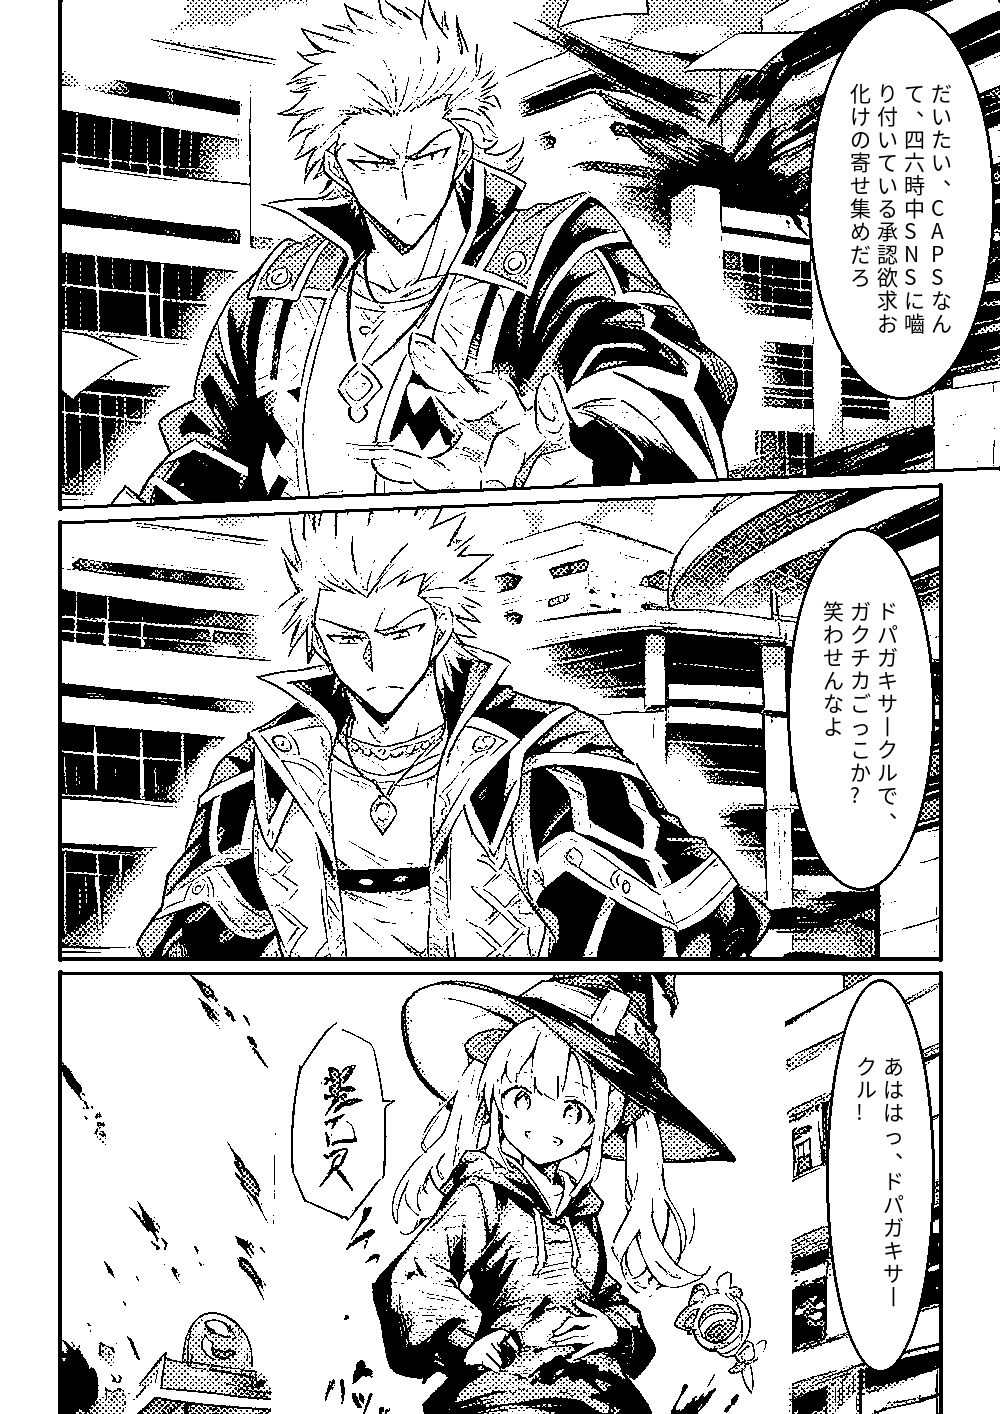 だいたい、CAPSなん
て、四六時中SNSに嚙
り付いている承認欲求お
化けの寄せ集めだろ
ドパガキサークルで、
ガクチカごっこか?
笑わせんなよ
あははっ、ドパガキサー
クル!